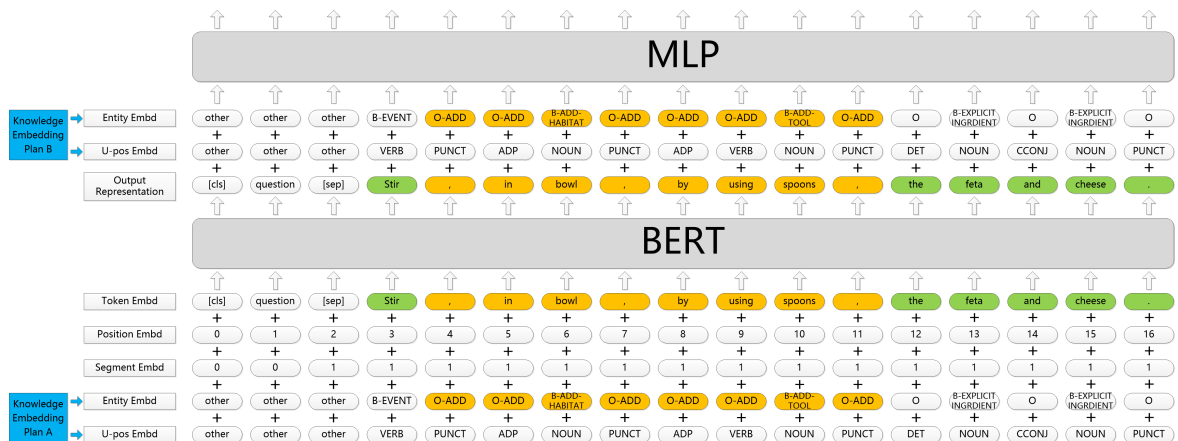 MLP
Knowledge Embedding Plan B
Entity Embd other other other B-EVENT O-ADD O-ADD B-ADD-HABITAT O-ADD O-ADD O-ADD B-ADD-TOOL O-ADD O B-EXPLICIT INGRDIENT O B-EXPLICIT INGRDIENT O
+ + + + + + + + + + + + + + + + +
U-pos Embd other other other VERB PUNCT ADP NOUN PUNCT ADP VERB NOUN PUNCT DET NOUN CCONJ NOUN PUNCT
+ + + + + + + + + + + + + + + + +
Output Representation [cls] question [sep] Stir , in bowl , by using spoons , the feta and cheese .
BERT
Token Embd [cls] question [sep] Stir , in bowl , by using spoons , the feta and cheese .
+ + + + + + + + + + + + + + + + +
Position Embd 0 1 2 3 4 5 6 7 8 9 10 11 12 13 14 15 16
+ + + + + + + + + + + + + + + + +
Segment Embd 0 0 1 1 1 1 1 1 1 1 1 1 1 1 1 1 1
+ + + + + + + + + + + + + + + + +
Knowledge Embedding Plan A
Entity Embd other other other B-EVENT O-ADD O-ADD B-ADD-HABITAT O-ADD O-ADD O-ADD B-ADD-TOOL O-ADD O B-EXPLICIT INGRDIENT O B-EXPLICIT INGRDIENT O
+ + + + + + + + + + + + + + + + +
U-pos Embd other other other VERB PUNCT ADP NOUN PUNCT ADP VERB NOUN PUNCT DET NOUN CCONJ NOUN PUNCT